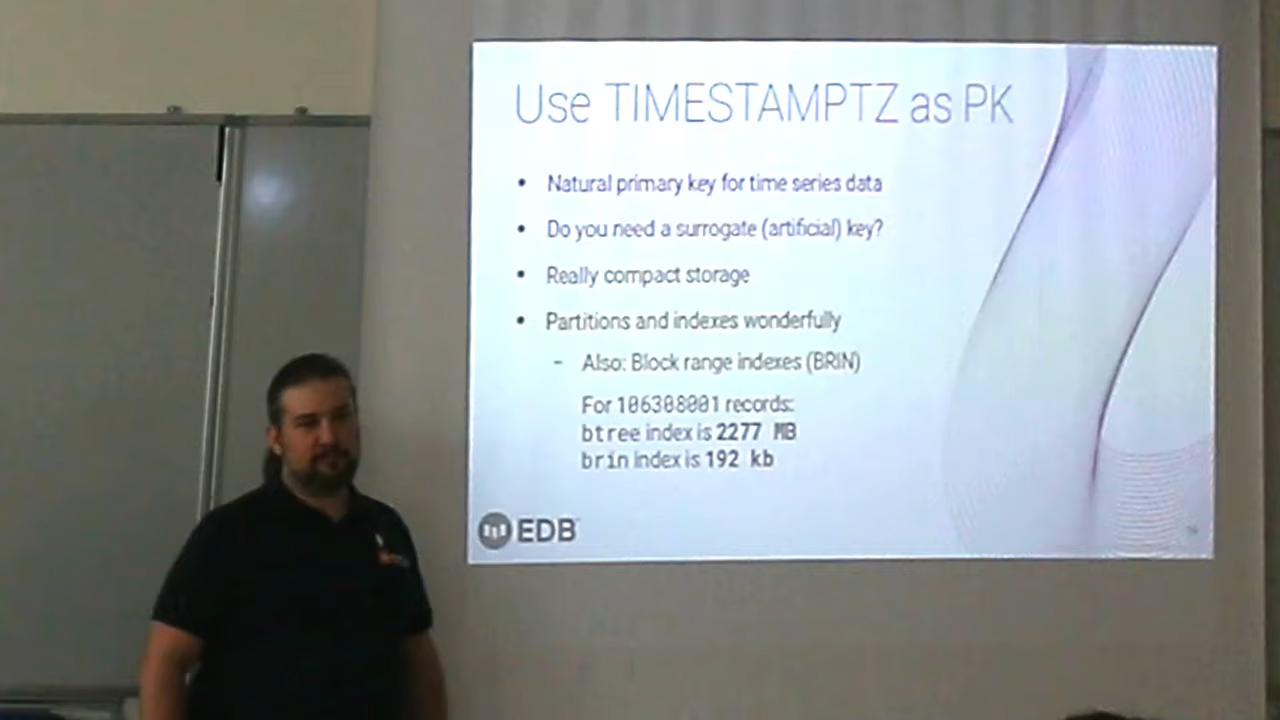 Use TIMESTAMPTZ as PK
• Natural primary key for time series data
• Do you need a surrogate (artificial) key?
• Really compact storage
• Partitions and indexes wonderfully
– Also: Block range indexes (BRIN)
For 106308001 records:
btree index is 2277 MB
brin index is 192 kb
EDB